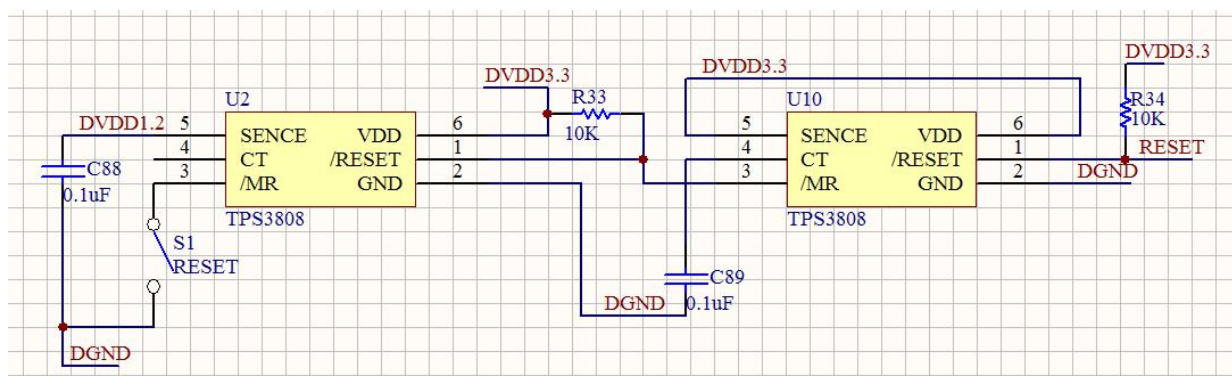 DVDD3.3
DVDD3.3
DVDD3.3
U2
R33
U10
R34
DVDD1.2
5
SENCE
VDD
6
10K
5
SENCE
VDD
6
10K
4
CT
/RESET
1
4
CT
/RESET
1
RESET
C88
3
/MR
GND
2
3
/MR
GND
2
DGND
0.1uF
TPS3808
TPS3808
S1
RESET
C89
DGND
0.1uF
DGND